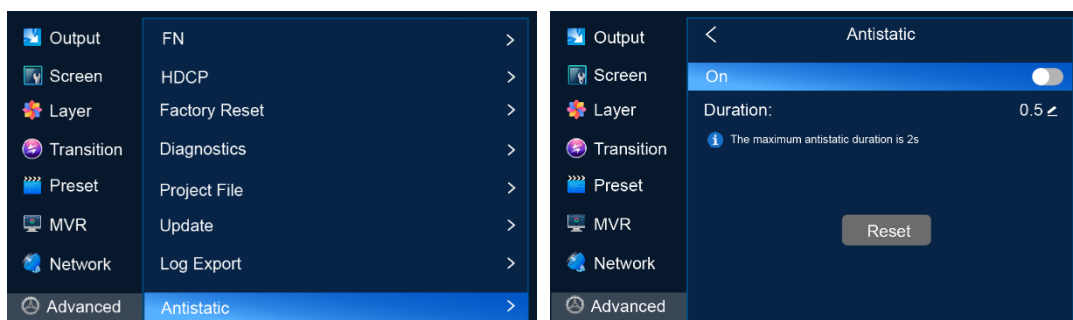 Output
FN
Screen
HDCP
Layer
Factory Reset
Transition
Diagnostics
Preset
Project File
MVR
Update
Network
Log Export
Advanced
Antistatic
Output
Antistatic
Screen
On
Layer
Duration: 0.5
Transition
The maximum antistatic duration is 2s
Preset
MVR
Reset
Network
Advanced